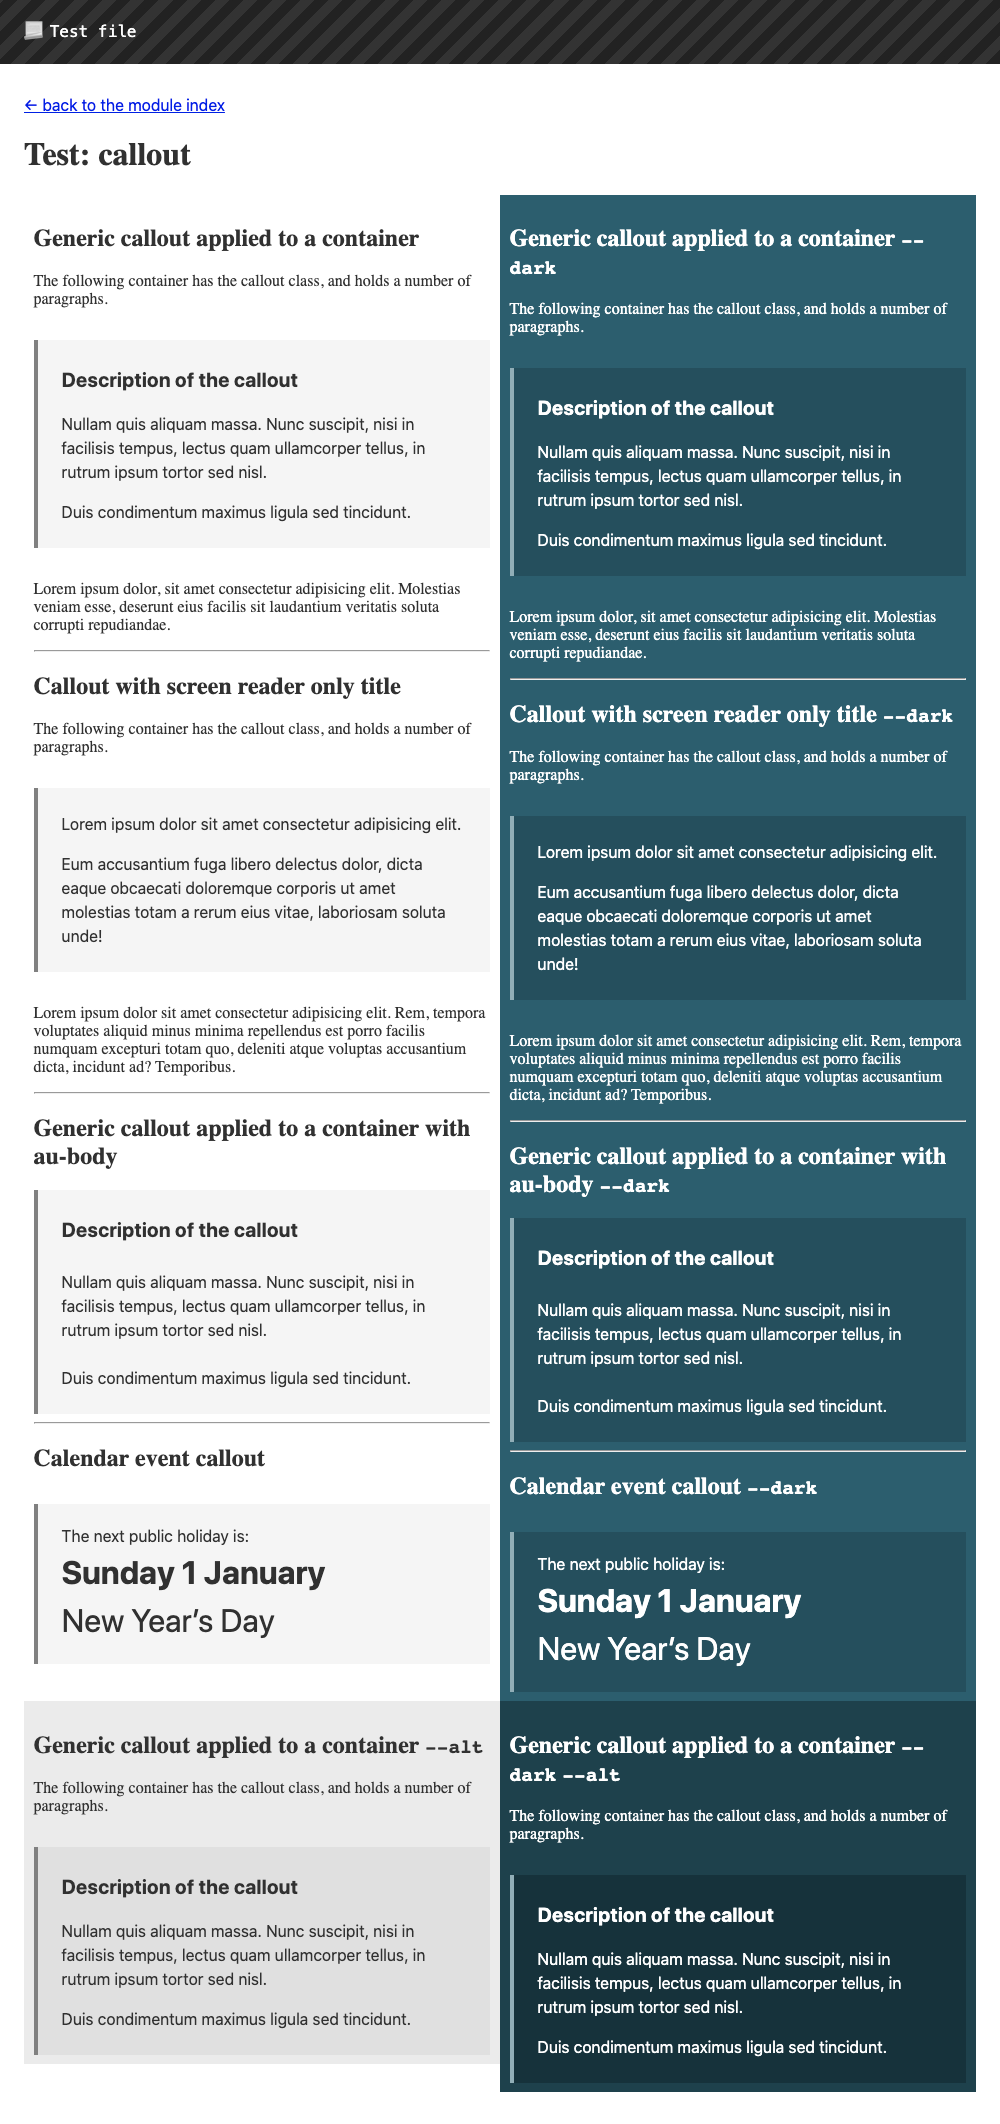 Test file
← back to the module index
Test: callout
Generic callout applied to a container
The following container has the callout class, and holds a number of
paragraphs.
Description of the callout
Nullam quis aliquam massa. Nunc suscipit, nisi in
facilisis tempus, lectus quam ullamcorper tellus, in
rutrum ipsum tortor sed nisl.
Duis condimentum maximus ligula sed tincidunt.
Lorem ipsum dolor, sit amet consectetur adipisicing elit. Molestias
veniam esse, deserunt eius facilis sit laudantium veritatis soluta
corrupti repudiandae.
Callout with screen reader only title
The following container has the callout class, and holds a number of
paragraphs.
Lorem ipsum dolor sit amet consectetur adipisicing elit.
Eum accusantium fuga libero delectus dolor, dicta
eaque obcaecati doloremque corporis ut amet
molestias totam a rerum eius vitae, laboriosam soluta
unde!
Lorem ipsum dolor sit amet consectetur adipisicing elit. Rem, tempora
voluptates aliquid minus minima repellendus est porro facilis
numquam excepturi totam quo, deleniti atque voluptas accusantium
dicta, incidunt ad? Temporibus.
Generic callout applied to a container with
au-body
Description of the callout
Nullam quis aliquam massa. Nunc suscipit, nisi in
facilisis tempus, lectus quam ullamcorper tellus, in
rutrum ipsum tortor sed nisl.
Duis condimentum maximus ligula sed tincidunt.
Calendar event callout
The next public holiday is:
Sunday 1 January
New Year’s Day
Generic callout applied to a container --
dark
The following container has the callout class, and holds a number of
paragraphs.
Description of the callout
Nullam quis aliquam massa. Nunc suscipit, nisi in
facilisis tempus, lectus quam ullamcorper tellus, in
rutrum ipsum tortor sed nisl.
Duis condimentum maximus ligula sed tincidunt.
Lorem ipsum dolor, sit amet consectetur adipisicing elit. Molestias
veniam esse, deserunt eius facilis sit laudantium veritatis soluta
corrupti repudiandae.
Callout with screen reader only title --dark
The following container has the callout class, and holds a number of
paragraphs.
Lorem ipsum dolor sit amet consectetur adipisicing elit.
Eum accusantium fuga libero delectus dolor, dicta
eaque obcaecati doloremque corporis ut amet
molestias totam a rerum eius vitae, laboriosam soluta
unde!
Lorem ipsum dolor sit amet consectetur adipisicing elit. Rem, tempora
voluptates aliquid minus minima repellendus est porro facilis
numquam excepturi totam quo, deleniti atque voluptas accusantium
dicta, incidunt ad? Temporibus.
Generic callout applied to a container with
au-body --dark
Description of the callout
Nullam quis aliquam massa. Nunc suscipit, nisi in
facilisis tempus, lectus quam ullamcorper tellus, in
rutrum ipsum tortor sed nisl.
Duis condimentum maximus ligula sed tincidunt.
Calendar event callout --dark
The next public holiday is:
Sunday 1 January
New Year’s Day
Generic callout applied to a container --alt
The following container has the callout class, and holds a number of
paragraphs.
Description of the callout
Nullam quis aliquam massa. Nunc suscipit, nisi in
facilisis tempus, lectus quam ullamcorper tellus, in
rutrum ipsum tortor sed nisl.
Duis condimentum maximus ligula sed tincidunt.
Generic callout applied to a container --
dark --alt
The following container has the callout class, and holds a number of
paragraphs.
Description of the callout
Nullam quis aliquam massa. Nunc suscipit, nisi in
facilisis tempus, lectus quam ullamcorper tellus, in
rutrum ipsum tortor sed nisl.
Duis condimentum maximus ligula sed tincidunt.